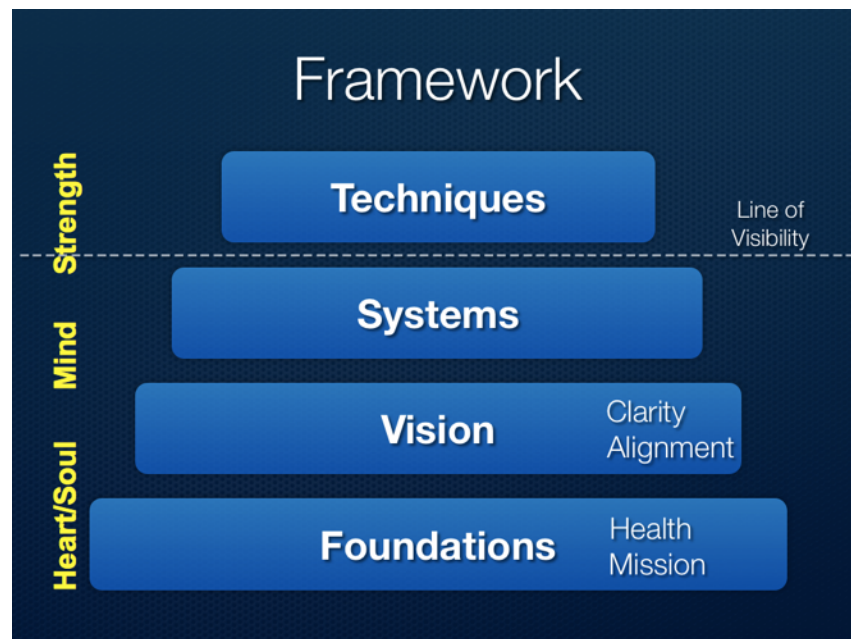 Framework
Strength
Techniques
Line of
Visibility
Systems
Mind
Vision
Clarity
Alignment
Heart/Soul
Foundations
Health
Mission